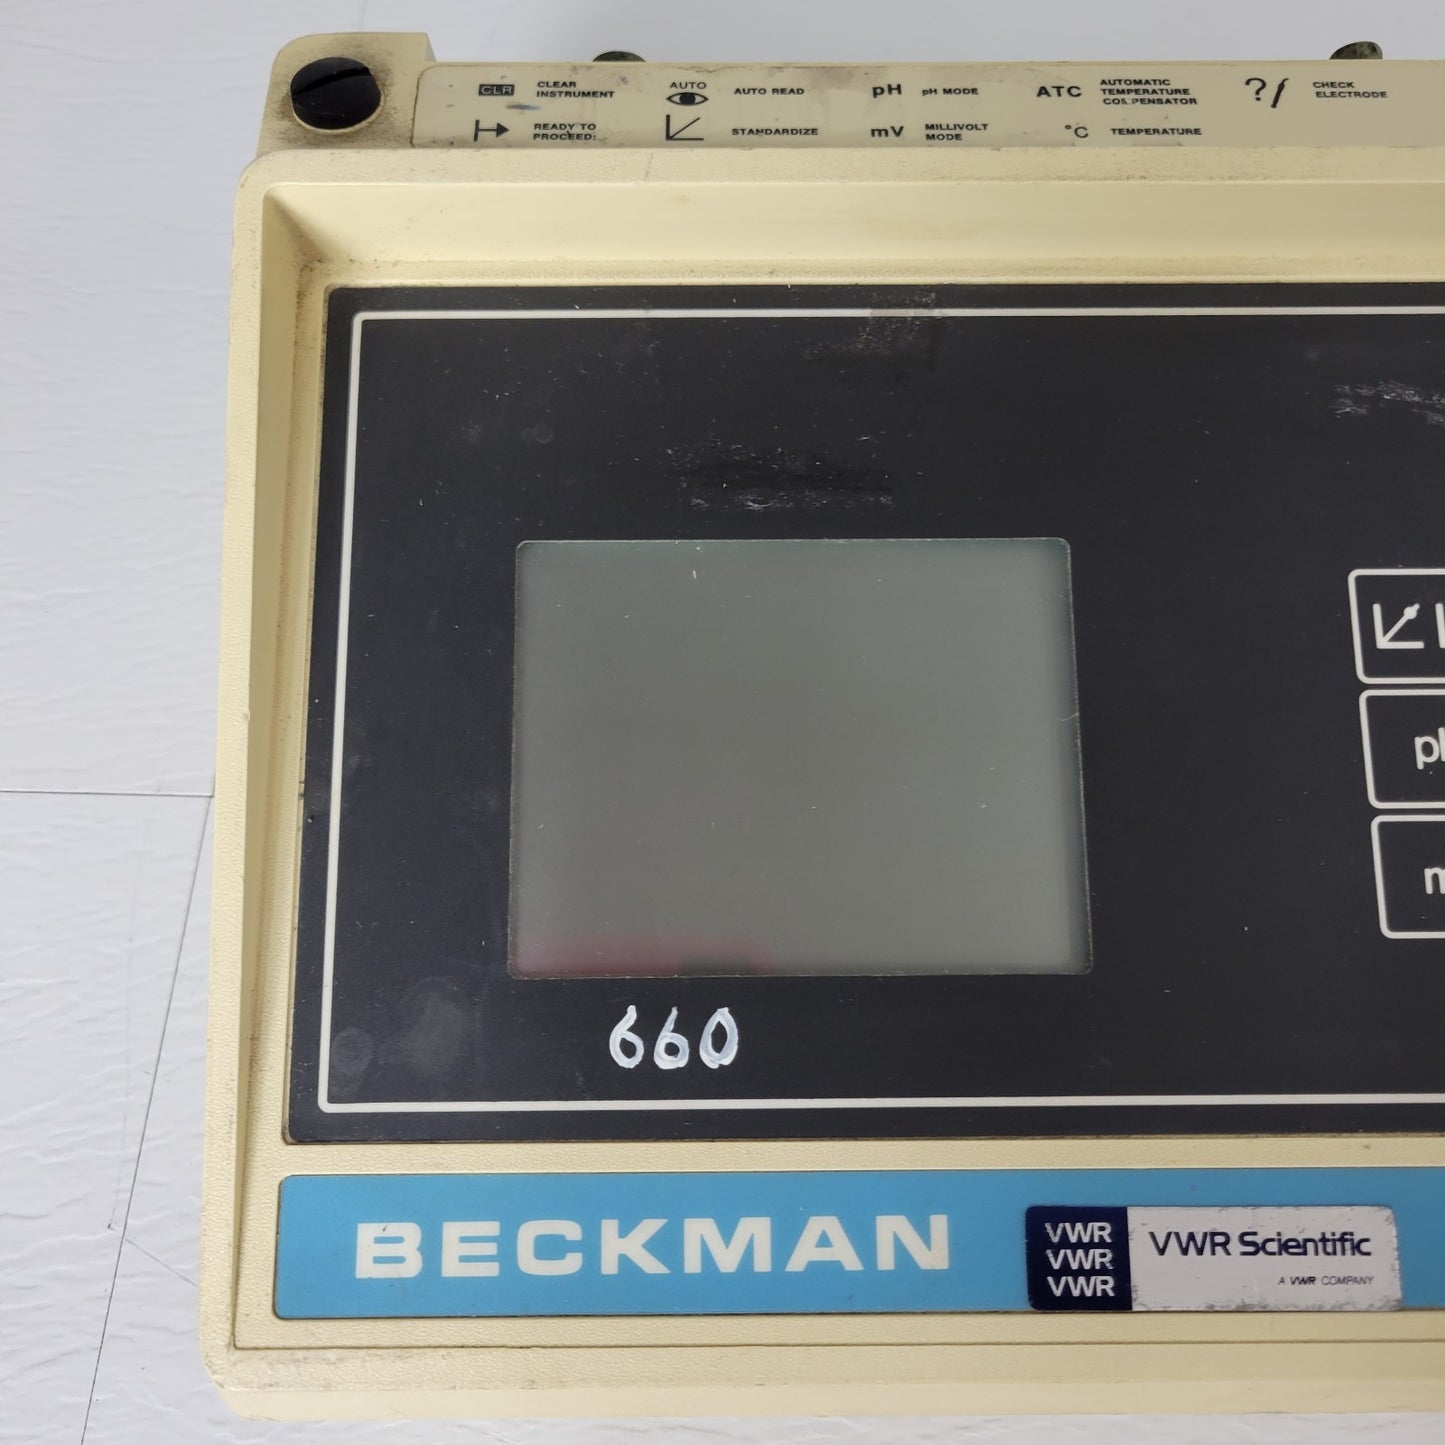 CLR CLEAR INSTRUMENT AUTO AUTO READ pH pH MODE ATC AUTOMATIC TEMPERATURE COMPENSATOR ?/ CHECK ELECTRODE
READY TO PROCEED: STANDARDIZE mV MILLIVOLT MODE °C TEMPERATURE
660
BECKMAN
VWR
VWR
VWR
VWR Scientific
A VWR COMPANY